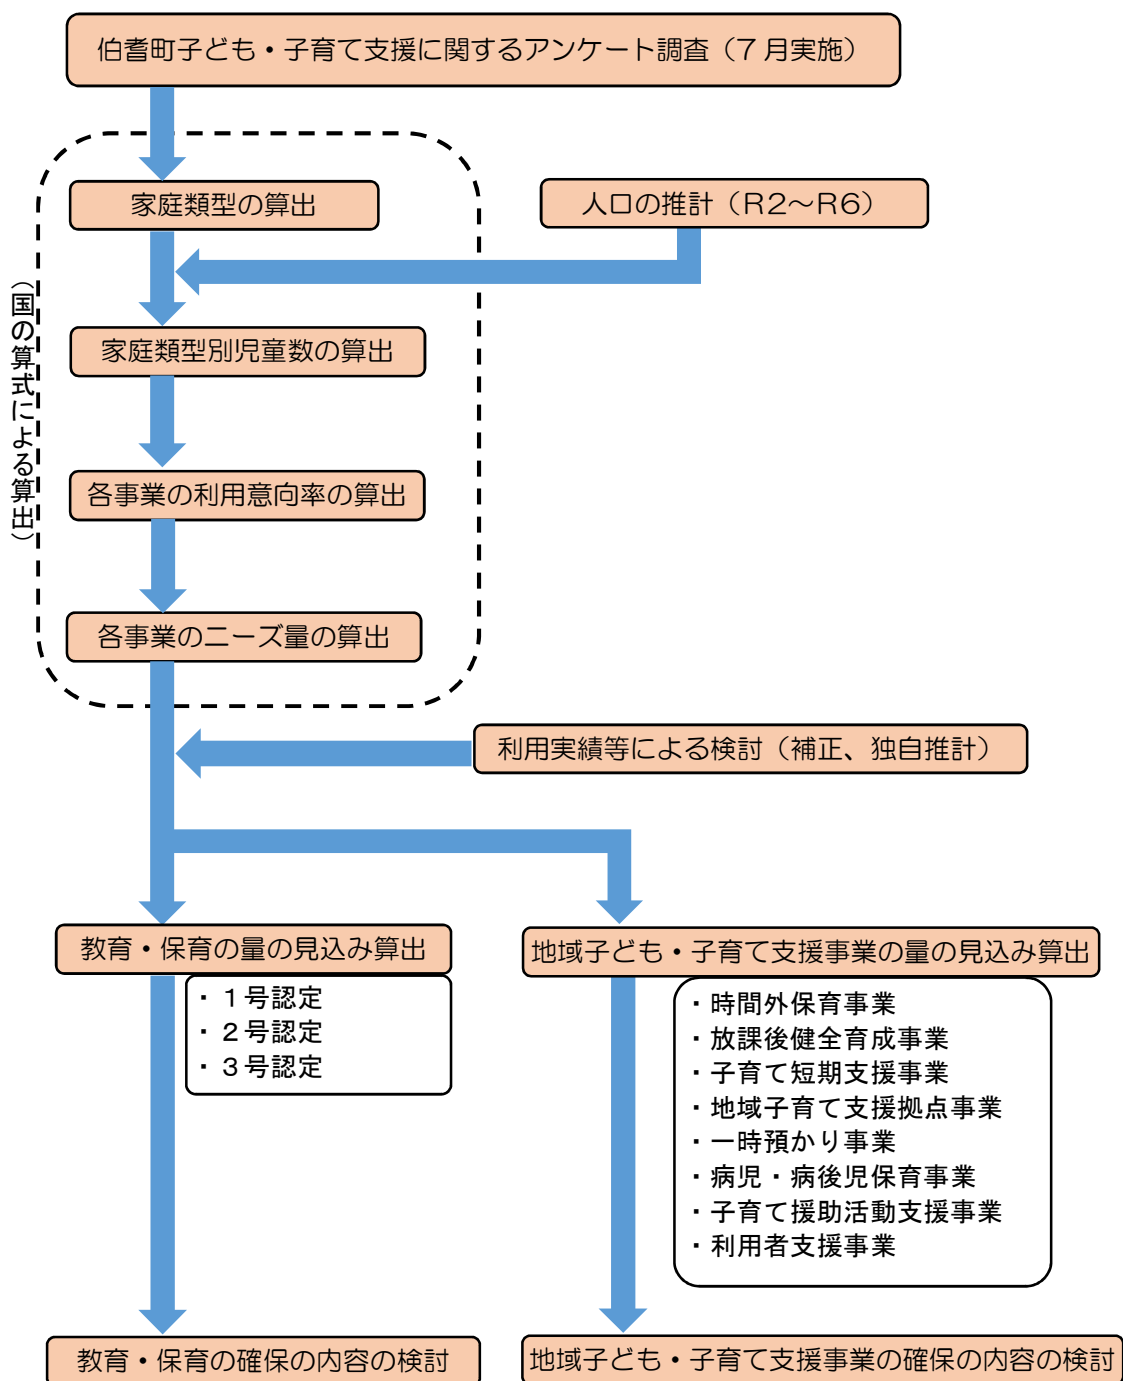 伯耆町子ども・子育て支援に関するアンケート調査（７月実施）
家庭類型の算出
人口の推計（Ｒ２～Ｒ６）
（国の算式による算出）
家庭類型別児童数の算出
各事業の利用意向率の算出
各事業のニーズ量の算出
利用実績等による検討（補正、独自推計）
教育・保育の量の見込み算出
・１号認定
・２号認定
・３号認定
地域子ども・子育て支援事業の量の見込み算出
・時間外保育事業
・放課後健全育成事業
・子育て短期支援事業
・地域子育て支援拠点事業
・一時預かり事業
・病児・病後児保育事業
・子育て援助活動支援事業
・利用者支援事業
教育・保育の確保の内容の検討
地域子ども・子育て支援事業の確保の内容の検討